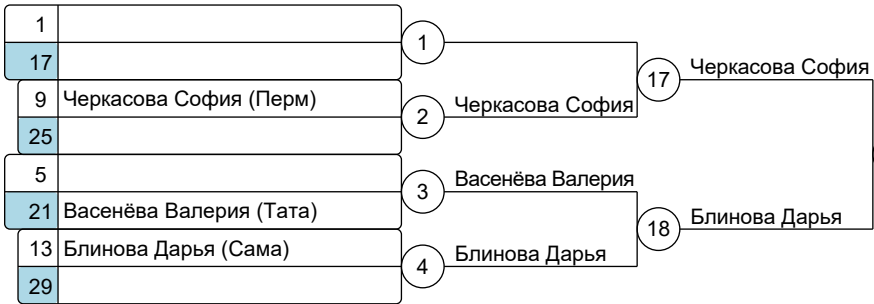 1
17
9 Черкасова София (Перм)
25
5
21 Васенёва Валерия (Тата)
13 Блинова Дарья (Сама)
29
1
2 Черкасова София
3 Васенёва Валерия
4 Блинова Дарья
17 Черкасова София
18 Блинова Дарья